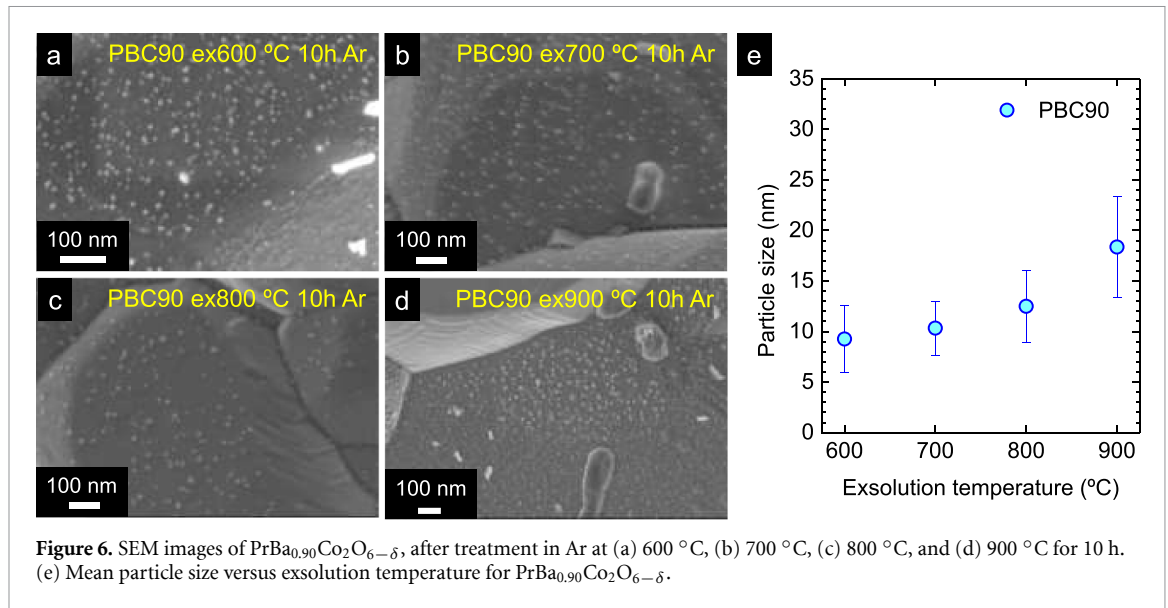 a PBC90 ex600 ºC 10h Ar
100 nm
b PBC90 ex700 ºC 10h Ar
100 nm
c PBC90 ex800 ºC 10h Ar
100 nm
d PBC90 ex900 ºC 10h Ar
100 nm
e
PBC90
35
30
25
20
15
10
5
0
Particle size (nm)
600 700 800 900
Exsolution temperature (ºC)
Figure 6. SEM images of PrBa₀.₉₀Co₂O₆₋δ, after treatment in Ar at (a) 600 °C, (b) 700 °C, (c) 800 °C, and (d) 900 °C for 10 h.
(e) Mean particle size versus exsolution temperature for PrBa₀.₉₀Co₂O₆₋δ.